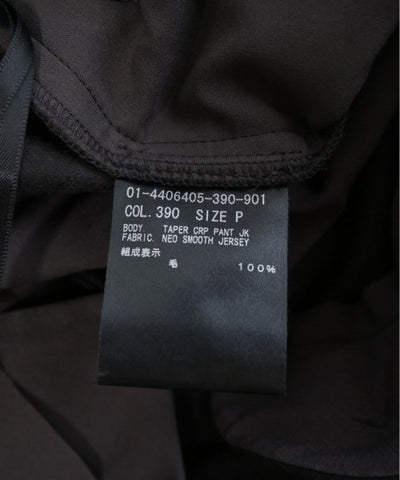 01-4406405-390-901
COL. 390 SIZE P
BODY. TAPER CRP PANT JK
FABRIC. NEO SMOOTH JERSEY
組成表示
毛 100%